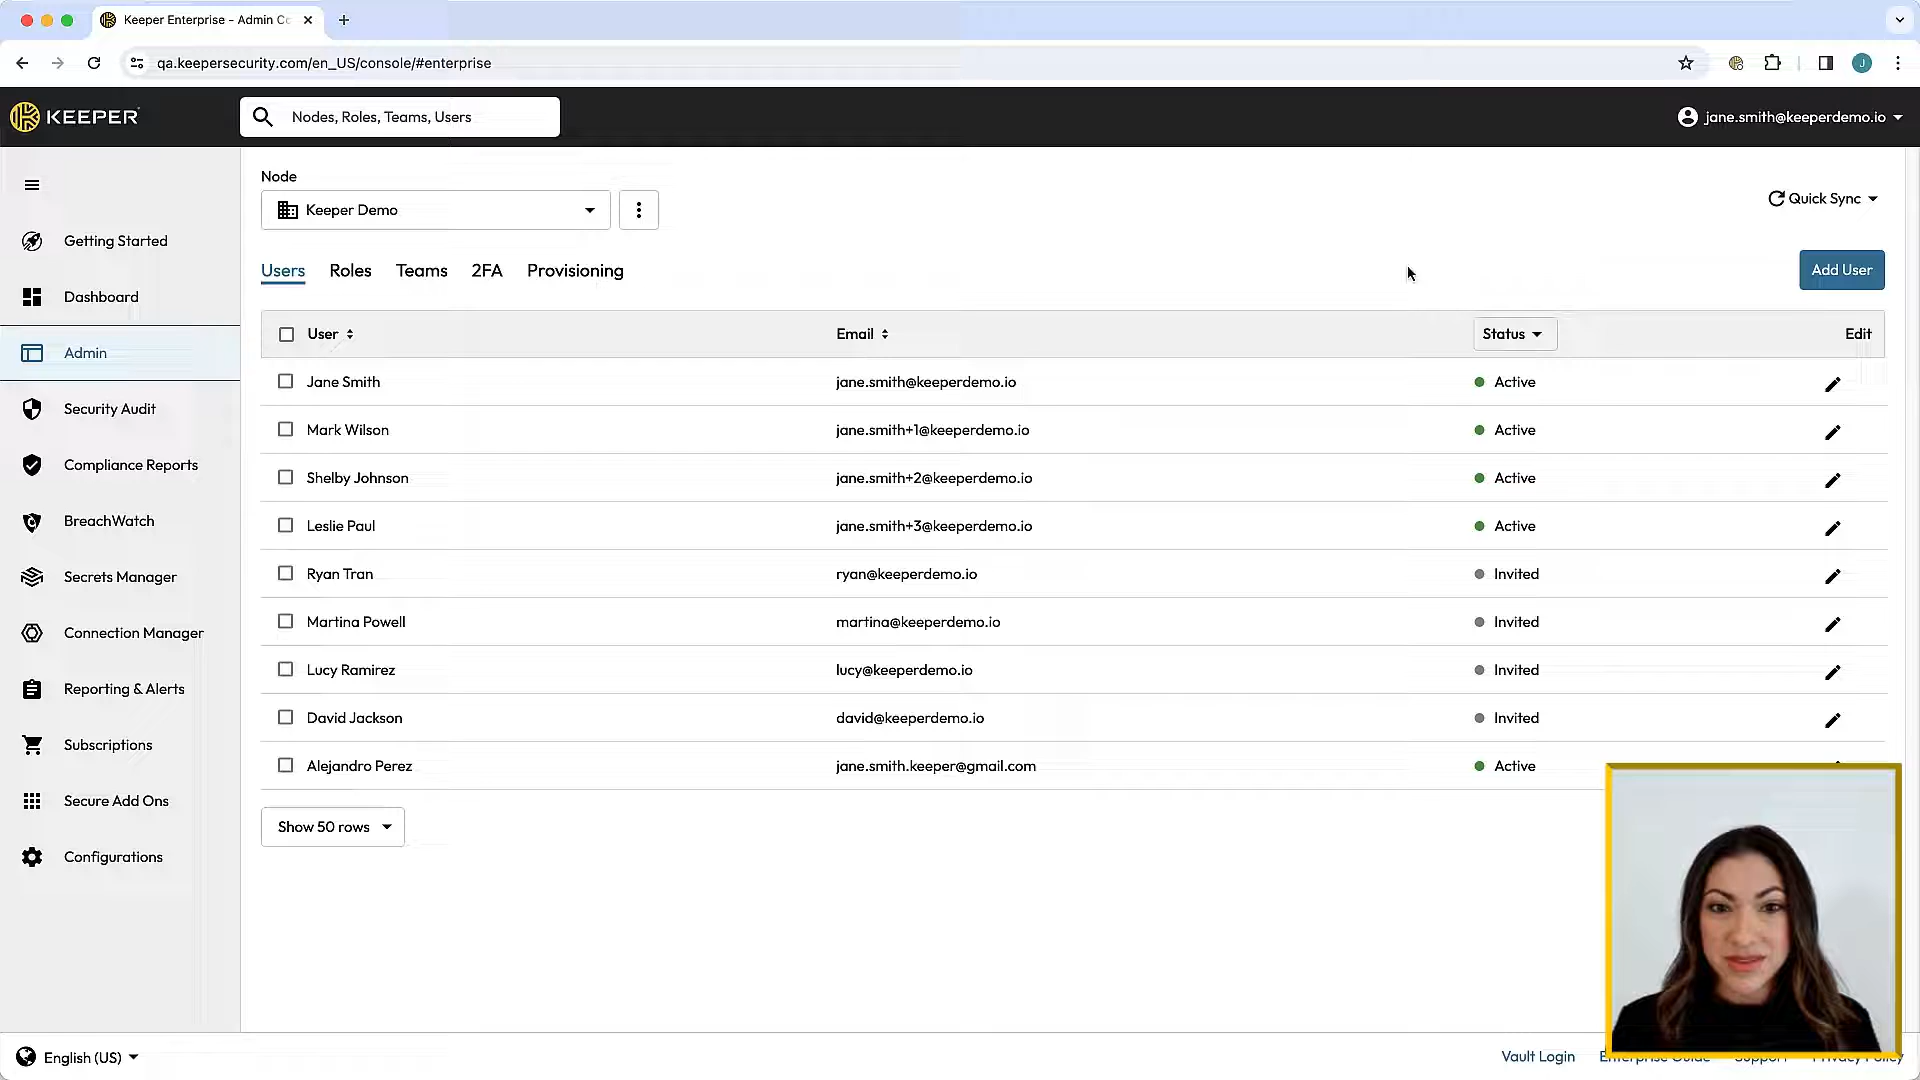 Keeper Enterprise - Admin Co
qa.keepersecurity.com/en_US/console/#enterprise
J
KEEPER
Nodes, Roles, Teams, Users
jane.smith@keeperdemo.io
Node
Keeper Demo
Quick Sync
Users Roles Teams 2FA Provisioning
Add User
User Email Status Edit
Jane Smith jane.smith@keeperdemo.io Active
Mark Wilson jane.smith+1@keeperdemo.io Active
Shelby Johnson jane.smith+2@keeperdemo.io Active
Leslie Paul jane.smith+3@keeperdemo.io Active
Ryan Tran ryan@keeperdemo.io Invited
Martina Powell martina@keeperdemo.io Invited
Lucy Ramirez lucy@keeperdemo.io Invited
David Jackson david@keeperdemo.io Invited
Alejandro Perez jane.smith.keeper@gmail.com Active
Show 50 rows
Getting Started
Dashboard
Admin
Security Audit
Compliance Reports
BreachWatch
Secrets Manager
Connection Manager
Reporting & Alerts
Subscriptions
Secure Add Ons
Configurations
English (US)
Vault Login Enterprise Guide Support Privacy Policy